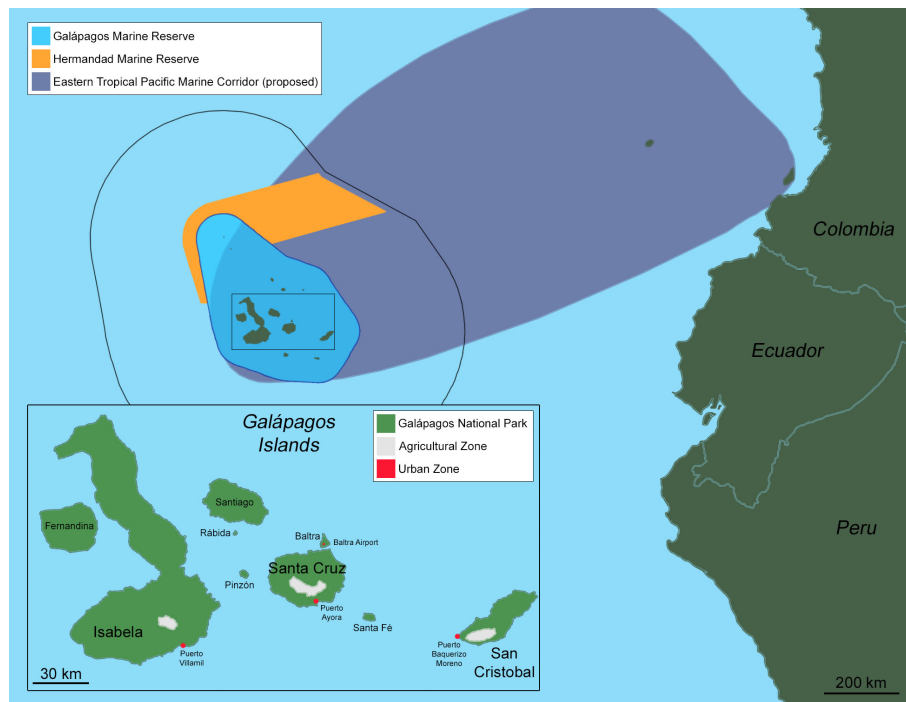 Galápagos Marine Reserve
Hermandad Marine Reserve
Eastern Tropical Pacific Marine Corridor (proposed)
Colombia
Ecuador
Peru
200 km
Galápagos
Islands
Galápagos National Park
Agricultural Zone
Urban Zone
Santiago
Fernandina
Rábida
Baltra
Baltra Airport
Santa Cruz
Pinzón
Puerto
Ayora
Santa Fé
Isabela
Puerto
Villamil
Puerto
Baquerizo
Moreno
San
Cristobal
30 km